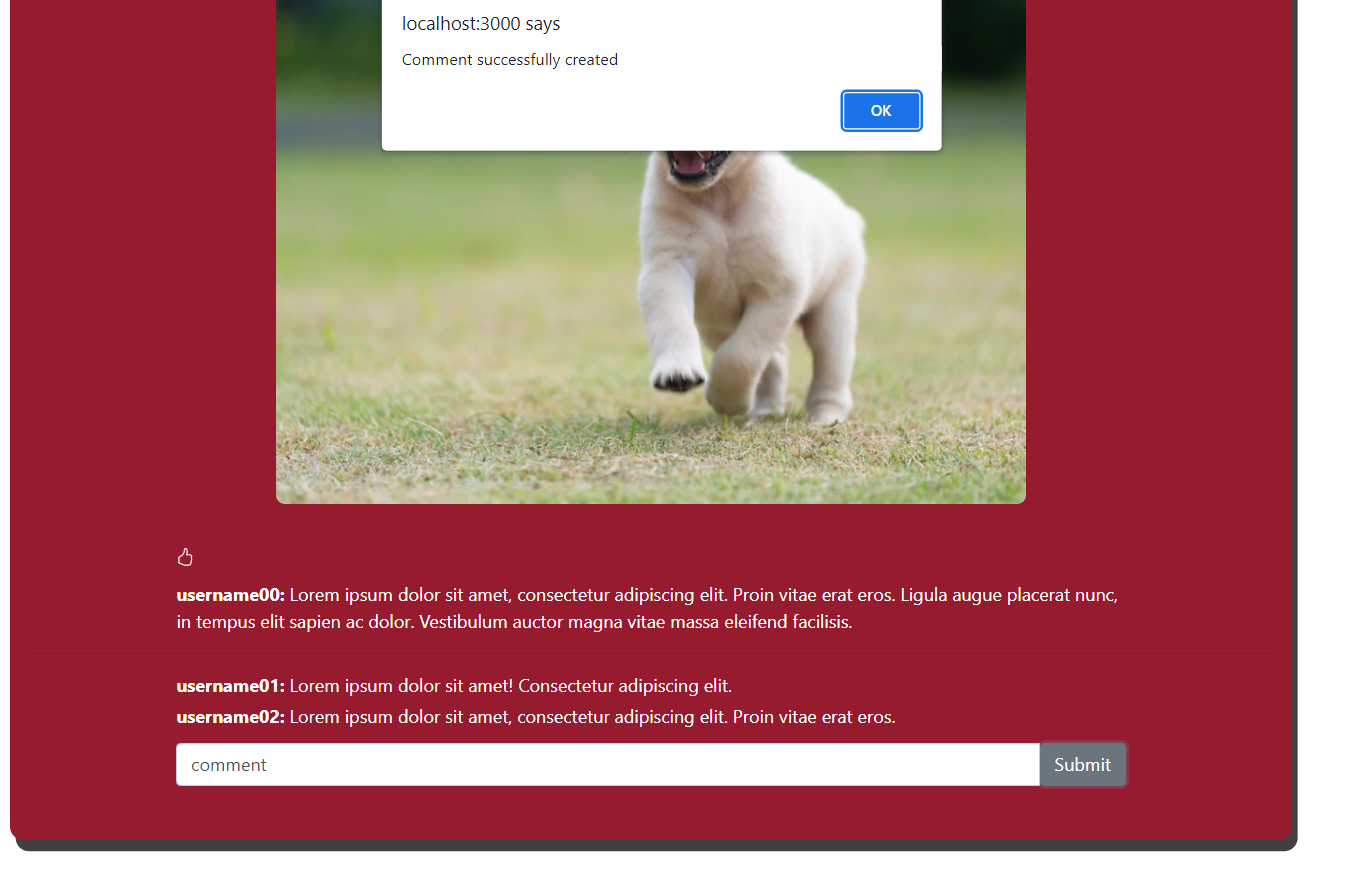 localhost:3000 says
Comment successfully created
OK
username00: Lorem ipsum dolor sit amet, consectetur adipiscing elit. Proin vitae erat eros. Ligula augue placerat nunc,
in tempus elit sapien ac dolor. Vestibulum auctor magna vitae massa eleifend facilisis.
username01: Lorem ipsum dolor sit amet! Consectetur adipiscing elit.
username02: Lorem ipsum dolor sit amet, consectetur adipiscing elit. Proin vitae erat eros.
comment Submit